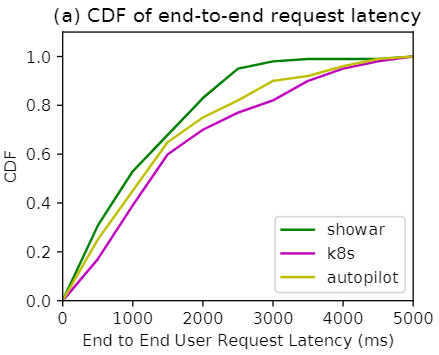 (a) CDF of end-to-end request latency
1.0
0.8
0.6
0.4
0.2
0.0
CDF
showar
k8s
autopilot
0 1000 2000 3000 4000 5000
End to End User Request Latency (ms)